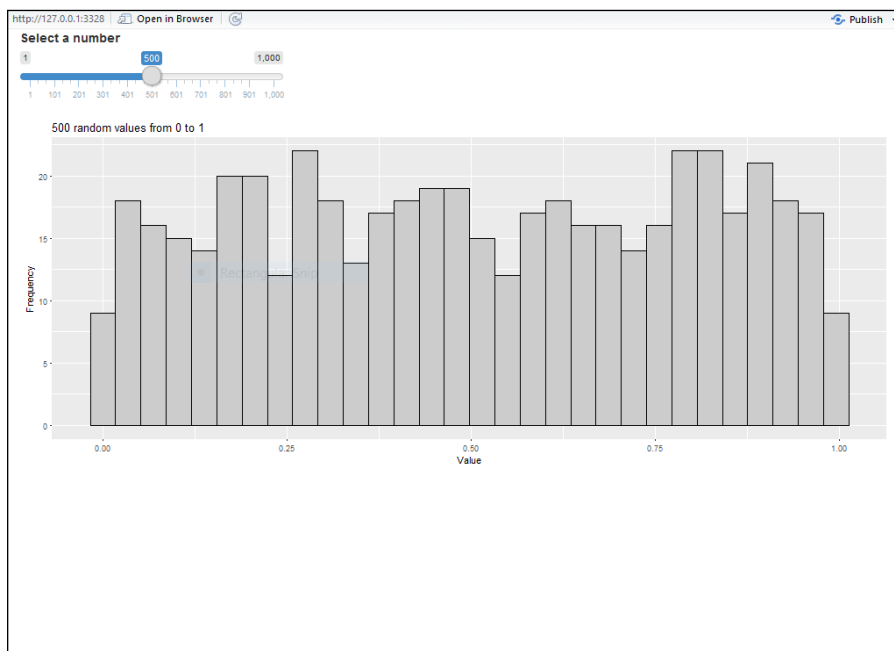 http://127.0.0.1:3328 Open in Browser Publish
Select a number
1 500 1,000
1 101 201 301 401 501 601 701 801 901 1,000
500 random values from 0 to 1
20
15
Rectangular Snip
10
5
0
Frequency
0.00 0.25 0.50 0.75 1.00
Value